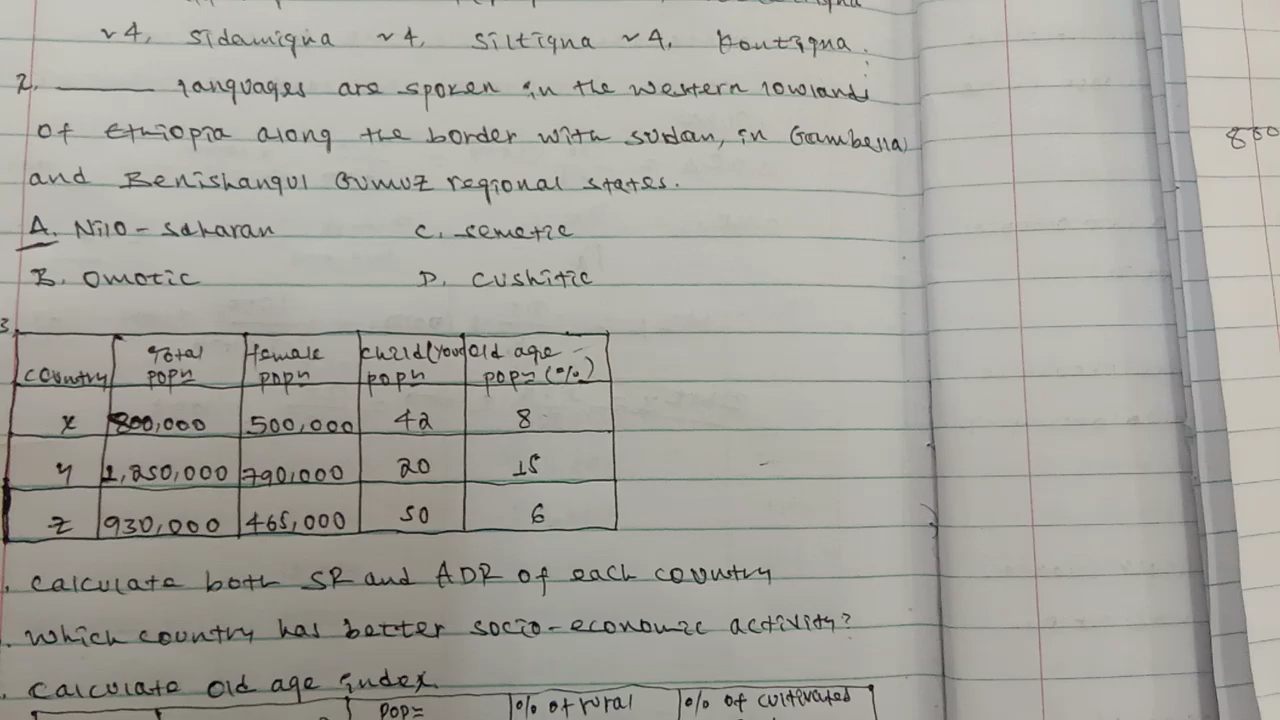 ~4, Sidamigna ~4, Siltigna ~4,
2. ______ languages are spoken in the western lowland
of Ethiopia along the border with sudan, in Gambella
and Benishangul Gumuz regional states.
A. Nilo-saharan C. semetic
B. Omotic D. Cushitic
3.
country Total popn female popn child(young popn old age popn (%)
x 800,000 500,000 42 8
y 1,250,000 790,000 20 15
z 930,000 465,000 50 6
. calculate both SR and ADR of each country
. which country has better socio-economic activity?
. calculate old age index.
popn % of rural % of cultivated